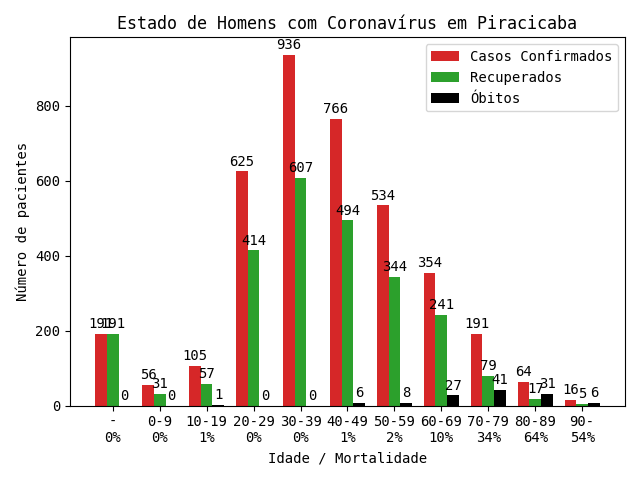 Estado de Homens com Coronavírus em Piracicaba
Casos Confirmados
Recuperados
Óbitos
Número de pacientes
800
600
400
200
0
191 191 0
56 31 0
105 57 1
625 414 0
936 607 0
766 494 6
534 344 8
354 241 27
191 79 41
64 17 31
16 5 6
- 0-9 10-19 20-29 30-39 40-49 50-59 60-69 70-79 80-89 90-
0% 0% 1% 0% 0% 1% 2% 10% 34% 64% 54%
Idade / Mortalidade